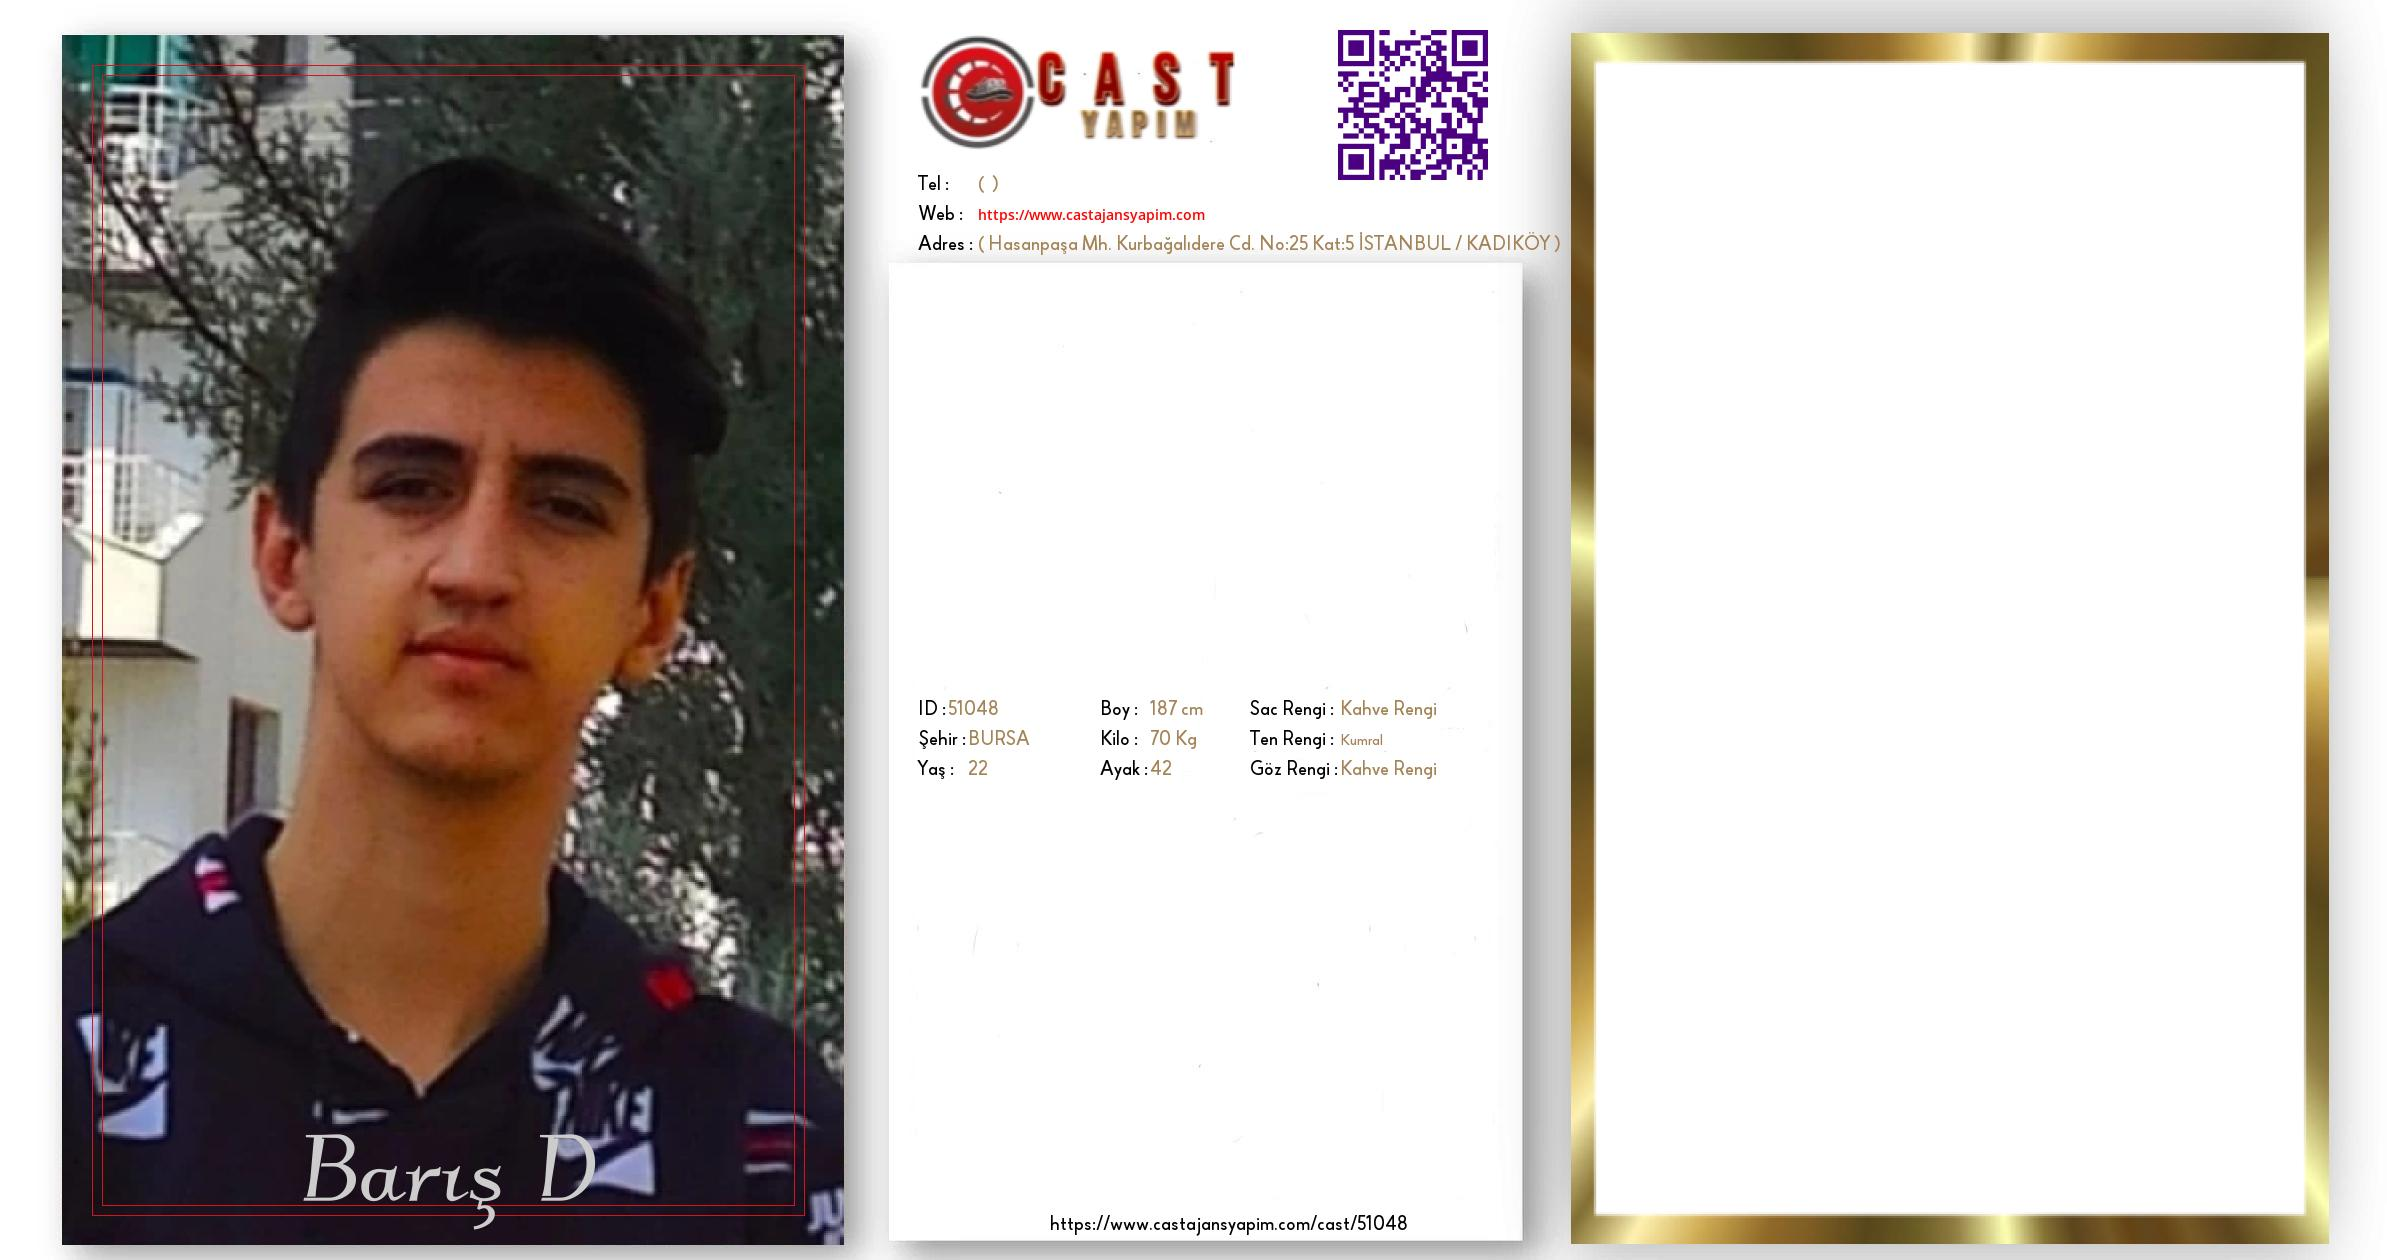 Barış D
CAST
YAPIM
Tel : ( )
Web : https://www.castajansyapim.com
Adres : ( Hasanpaşa Mh. Kurbağalıdere Cd. No:25 Kat:5 İSTANBUL / KADIKÖY )
ID : 51048 Boy : 187 cm Sac Rengi : Kahve Rengi
Şehir : BURSA Kilo : 70 Kg Ten Rengi : Kumral
Yaş : 22 Ayak : 42 Göz Rengi : Kahve Rengi
https://www.castajansyapim.com/cast/51048